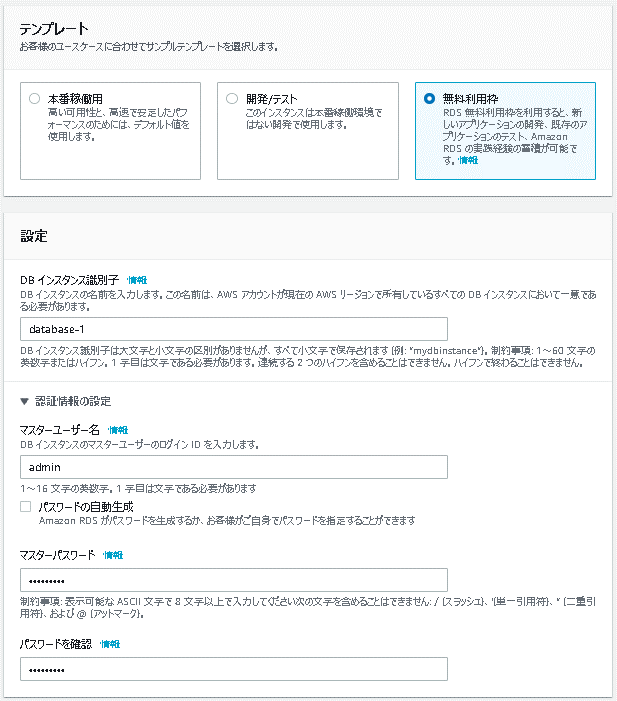 テンプレート
お客様のユースケースに合わせてサンプルテンプレートを選択します。
本番稼働用
高い可用性と、高速で安定したパフ
ォーマンスのためには、デフォルト値を
使用します。
開発/テスト
このインスタンスは本番稼働環境で
はない開発で使用します。
無料利用枠
RDS 無料利用枠を利用すると、新
しいアプリケーションの開発、既存のア
プリケーションのテスト、Amazon
RDS の実践経験の蓄積が可能で
す。 情報
設定
DB インスタンス識別子 情報
DB インスタンスの名前を入力します。この名前は、AWS アカウントが現在の AWS リージョンで所有しているすべての DB インスタンスにおいて一意であ
る必要があります。
database-1
DB インスタンス識別子は大文字と小文字の区別がありませんが、すべて小文字で保存されます (例: "mydbinstance")。制約事項: 1〜60 文字の
英数字またはハイフン。1 字目は文字である必要があります。連続する 2 つのハイフンを含めることはできません。ハイフンで終わることはできません。
▼ 認証情報の設定
マスターユーザー名 情報
DB インスタンスのマスターユーザーのログイン ID を入力します。
admin
1〜16 文字の英数字。1 字目は文字である必要があります
パスワードの自動生成
Amazon RDS がパスワードを生成するか、お客様がご自身でパスワードを指定することができます
マスターパスワード 情報
•••••••••
制約事項: 表示可能な ASCII 文字で 8 文字以上で入力してください次の文字を含めることはできません: / (スラッシュ)、'(単一引用符)、" (二重引
用符)、および @ (アットマーク)。
パスワードを確認 情報
•••••••••